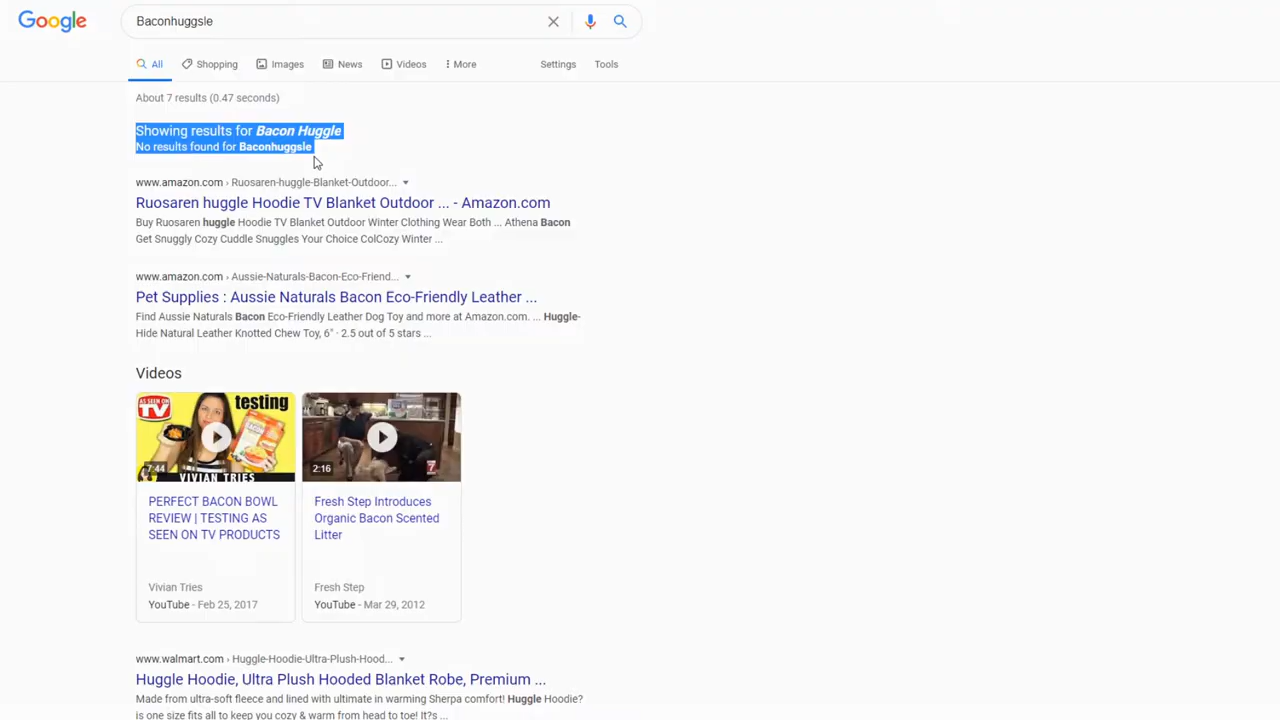 Google
Baconhuggsle
All
Shopping
Images
News
Videos
More
Settings
Tools
About 7 results (0.47 seconds)
Showing results for Bacon Huggle
No results found for Baconhuggsle
www.amazon.com › Ruosaren-huggle-Blanket-Outdoor...
Ruosaren huggle Hoodie TV Blanket Outdoor ... - Amazon.com
Buy Ruosaren huggle Hoodie TV Blanket Outdoor Winter Clothing Wear Both ... Athena Bacon
Get Snuggly Cozy Cuddle Snuggles Your Choice ColCozy Winter ...
www.amazon.com › Aussie-Naturals-Bacon-Eco-Friend...
Pet Supplies : Aussie Naturals Bacon Eco-Friendly Leather ...
Find Aussie Naturals Bacon Eco-Friendly Leather Dog Toy and more at Amazon.com. ... Huggle-
Hide Natural Leather Knotted Chew Toy, 6" · 2.5 out of 5 stars ...
Videos
AS SEEN ON
TV
testing
7:44
VIVIAN TRIES
2:16
7
PERFECT BACON BOWL
REVIEW | TESTING AS
SEEN ON TV PRODUCTS
Vivian Tries
YouTube - Feb 25, 2017
Fresh Step Introduces
Organic Bacon Scented
Litter
Fresh Step
YouTube - Mar 29, 2012
www.walmart.com › Huggle-Hoodie-Ultra-Plush-Hood...
Huggle Hoodie, Ultra Plush Hooded Blanket Robe, Premium ...
Made from ultra-soft fleece and lined with ultimate in warming Sherpa comfort! Huggle Hoodie?
is one size fits all to keep you cozy & warm from head to toe! It?s ...